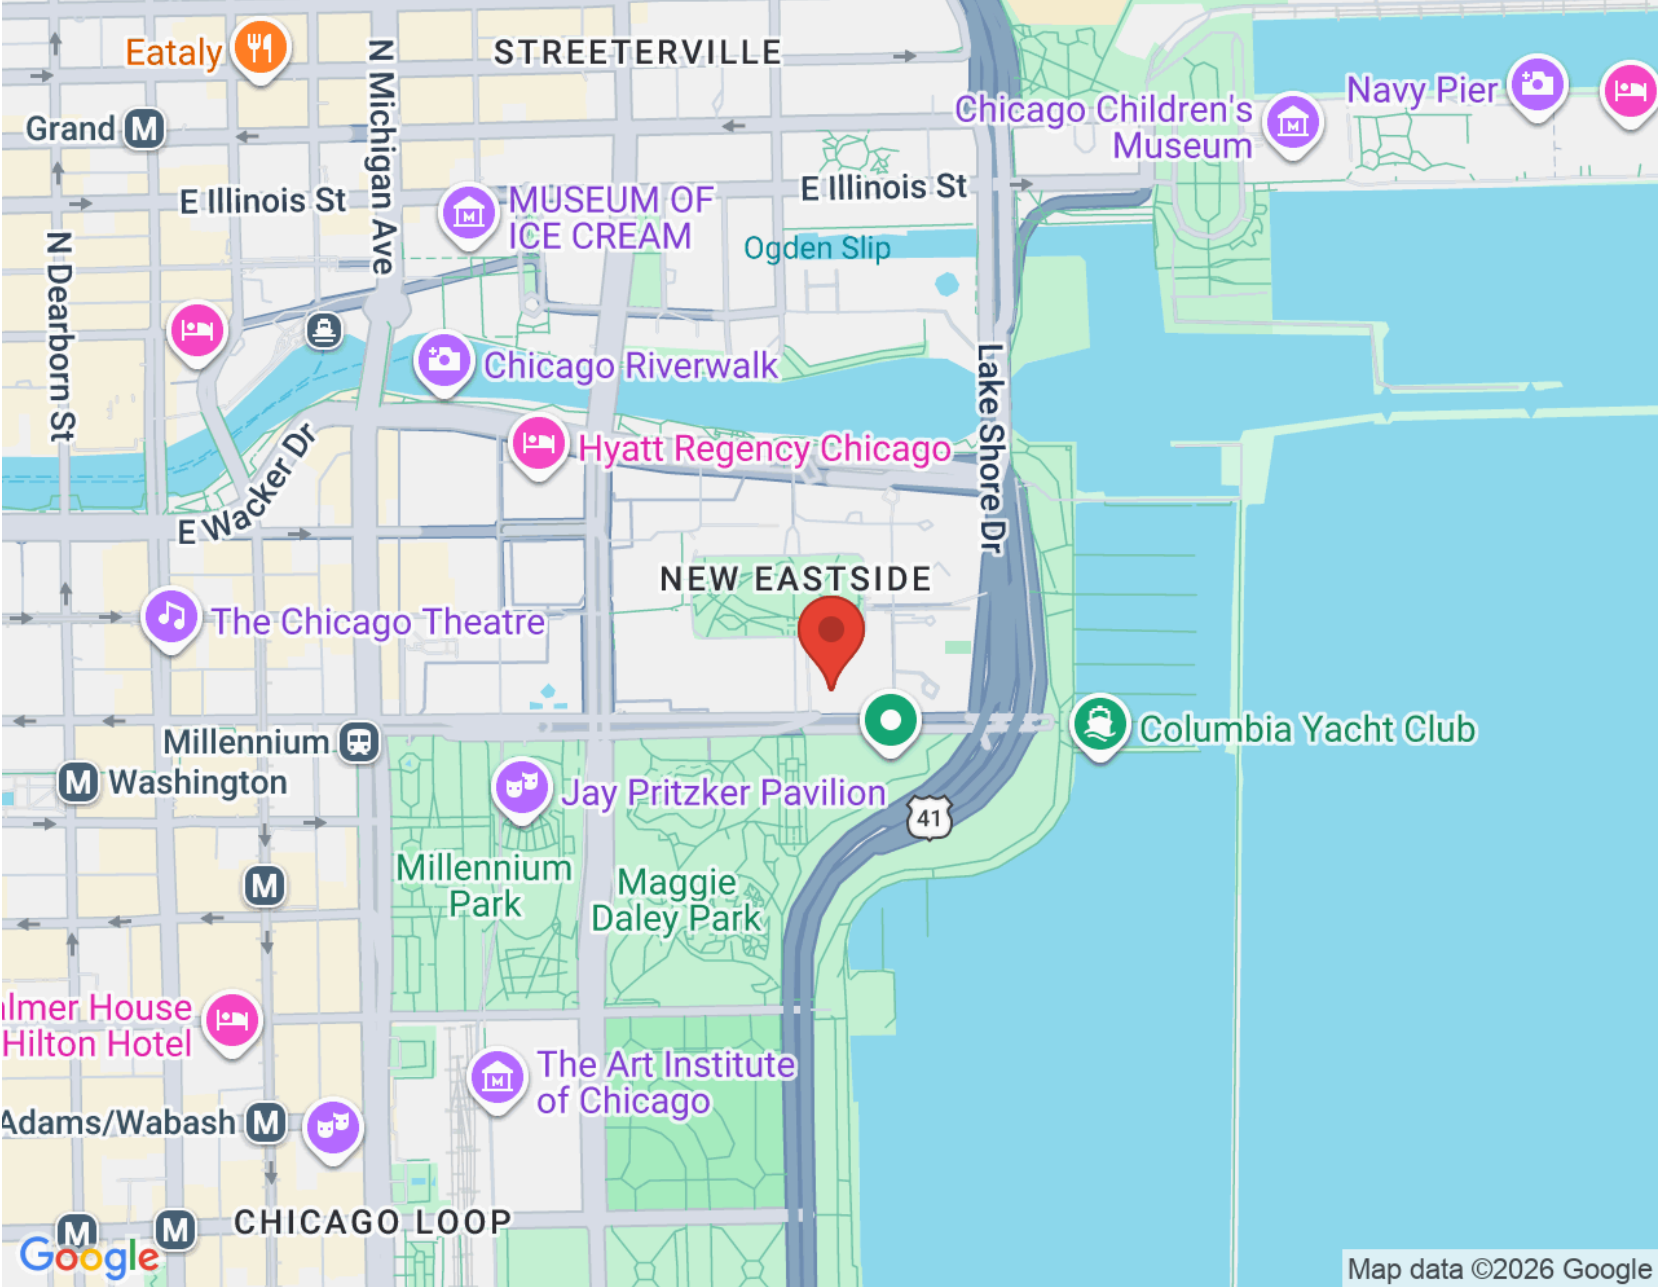 Eataly
STREETERVILLE
N Michigan Ave
Navy Pier
Chicago Children's
Museum
Grand M
E Illinois St
E Illinois St
MUSEUM OF
ICE CREAM
Ogden Slip
N Dearborn St
Chicago Riverwalk
Lake Shore Dr
Hyatt Regency Chicago
E Wacker Dr
NEW EASTSIDE
The Chicago Theatre
Millennium
Columbia Yacht Club
M Washington
Jay Pritzker Pavilion
41
M
Millennium
Park
Maggie
Daley Park
almer House
Hilton Hotel
The Art Institute
of Chicago
Adams/Wabash M
M
M
CHICAGO LOOP
Google
Map data ©2026 Google